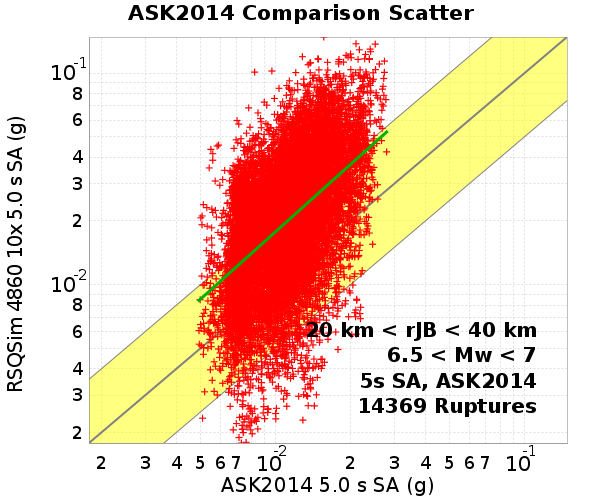 ASK2014 Comparison Scatter
RSQSim 4860 10x 5.0 s SA (g)
10-1
8
6
4
3
2
10-2
8
6
4
3
2
20 km < rJB < 40 km
6.5 < Mw < 7
5s SA, ASK2014
14369 Ruptures
2 3 4 5 6 7 10-2 2 3 4 5 6 7 10-1
ASK2014 5.0 s SA (g)